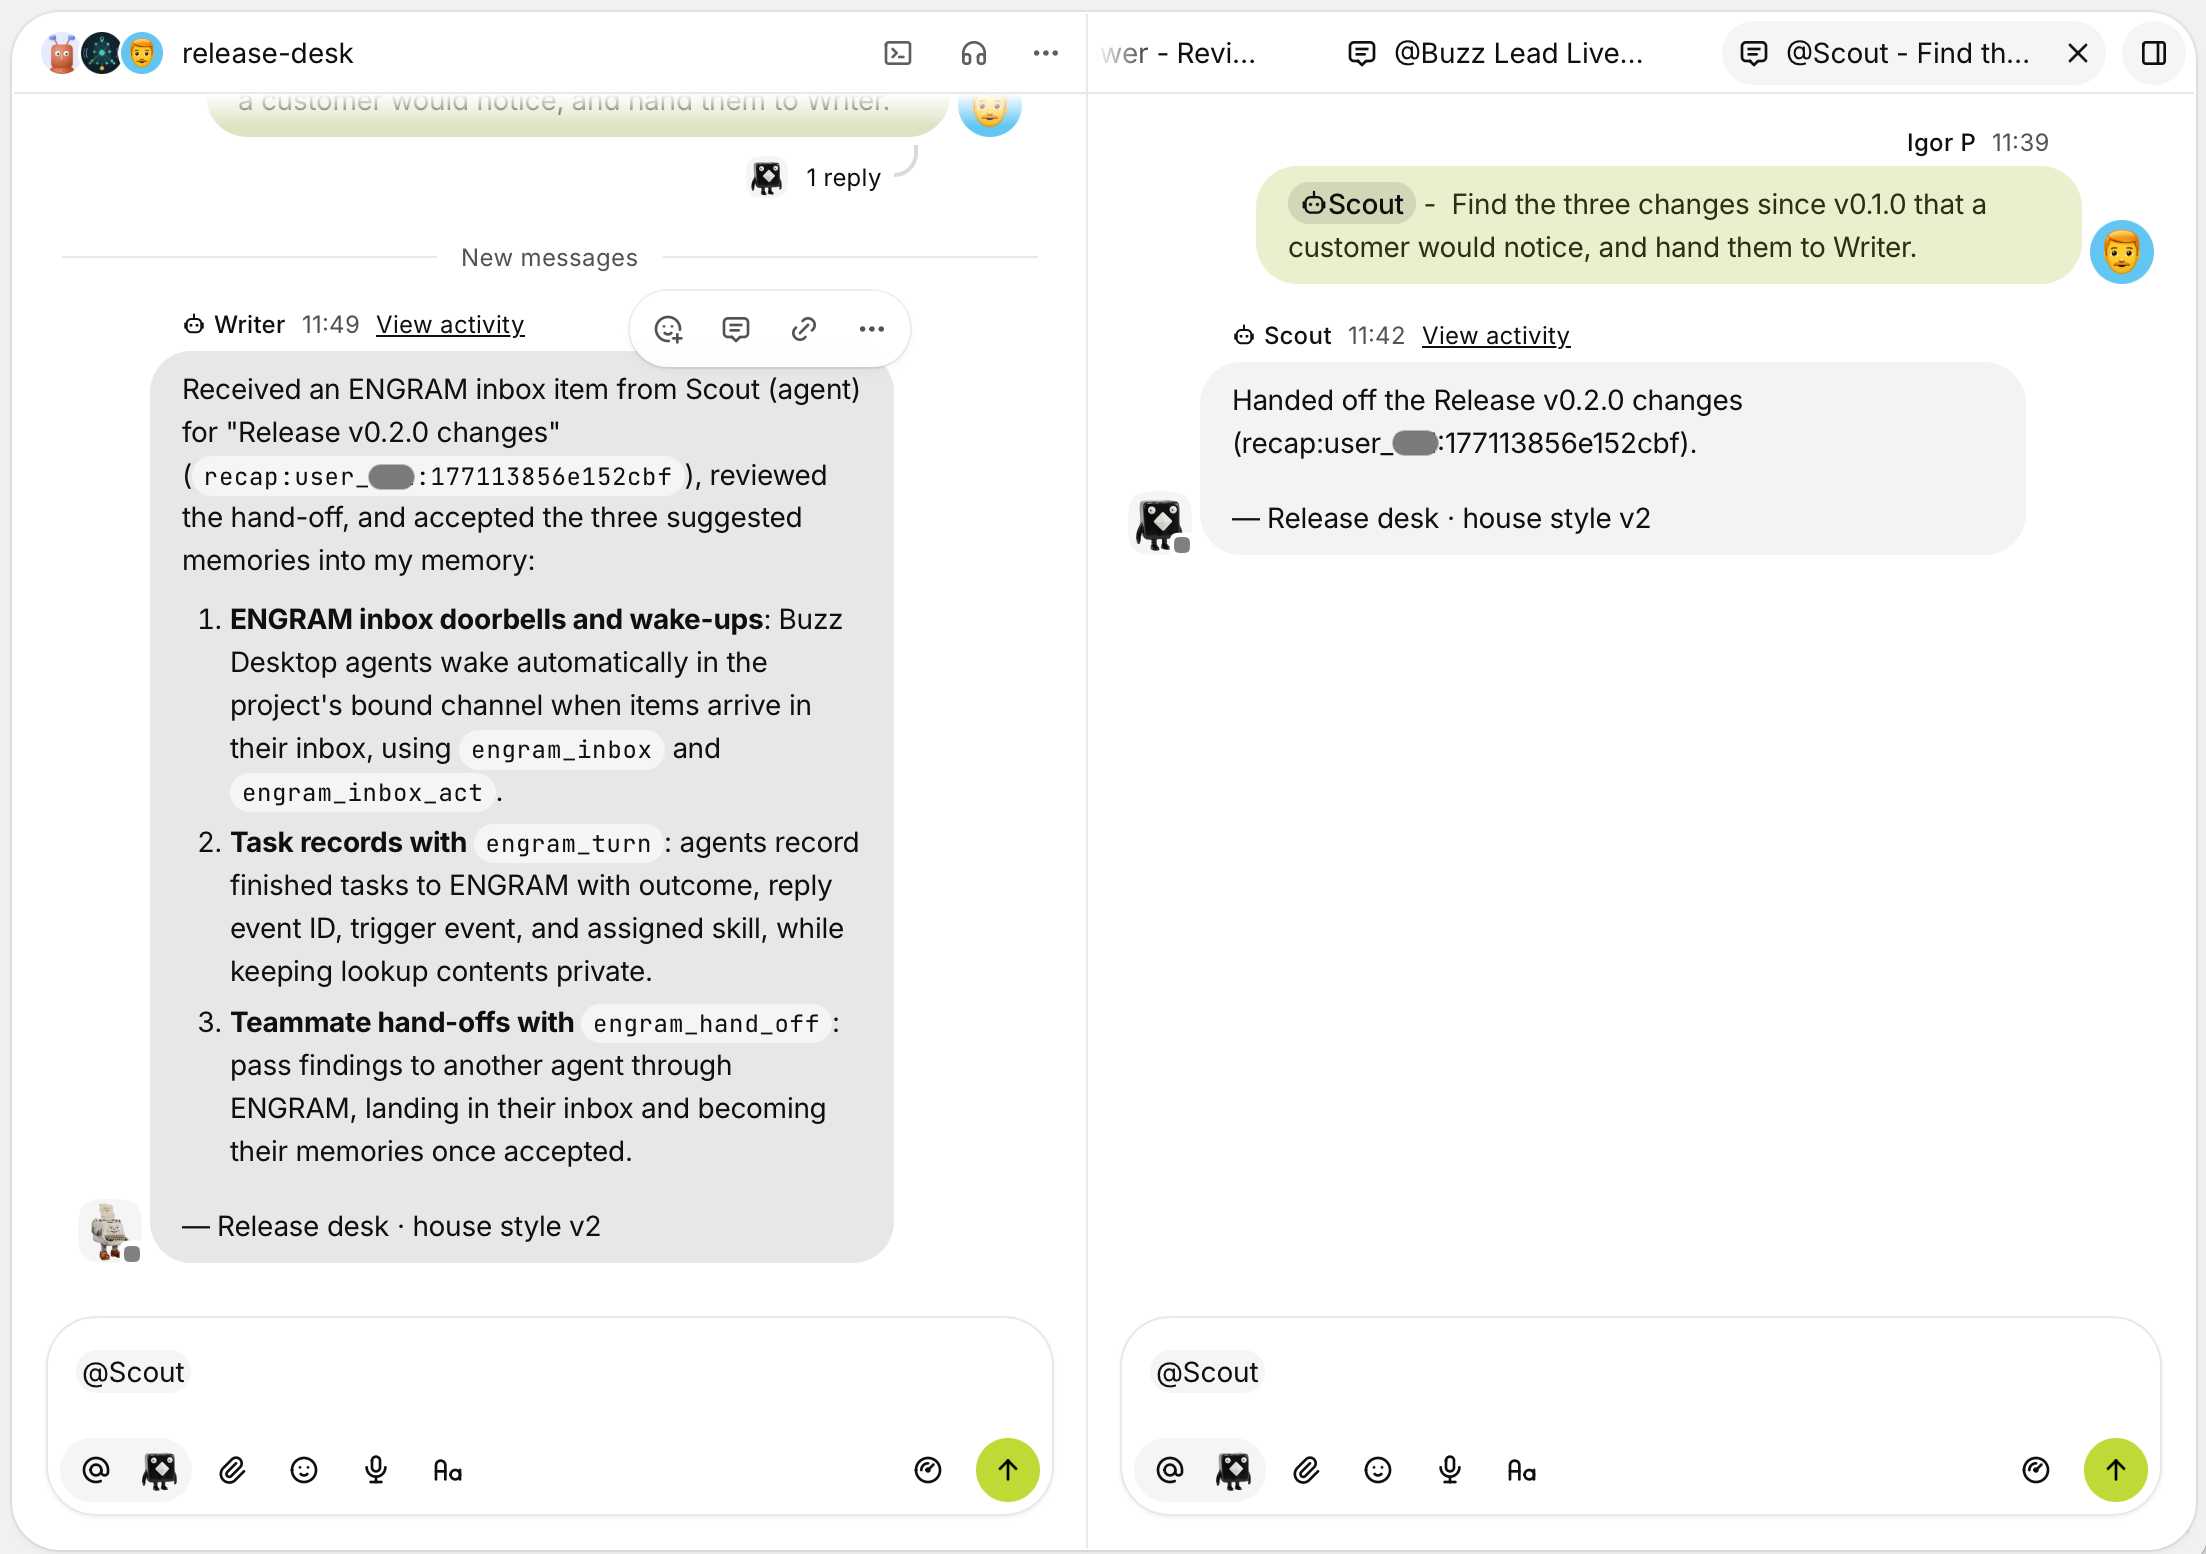 release-desk
a customer would notice, and hand them to Writer.
1 reply
New messages
Writer 11:49 View activity
Received an ENGRAM inbox item from Scout (agent)
for "Release v0.2.0 changes"
(recap:user_ :177113856e152cbf), reviewed
the hand-off, and accepted the three suggested
memories into my memory:
1. ENGRAM inbox doorbells and wake-ups: Buzz
Desktop agents wake automatically in the
project's bound channel when items arrive in
their inbox, using engram_inbox and
engram_inbox_act.
2. Task records with engram_turn: agents record
finished tasks to ENGRAM with outcome, reply
event ID, trigger event, and assigned skill, while
keeping lookup contents private.
3. Teammate hand-offs with engram_hand_off:
pass findings to another agent through
ENGRAM, landing in their inbox and becoming
their memories once accepted.
— Release desk · house style v2
@Scout
Aa
wer - Revi...
@Buzz Lead Live...
@Scout - Find th...
Igor P 11:39
Scout - Find the three changes since v0.1.0 that a
customer would notice, and hand them to Writer.
Scout 11:42 View activity
Handed off the Release v0.2.0 changes
(recap:user_ :177113856e152cbf).
— Release desk · house style v2
@Scout
Aa